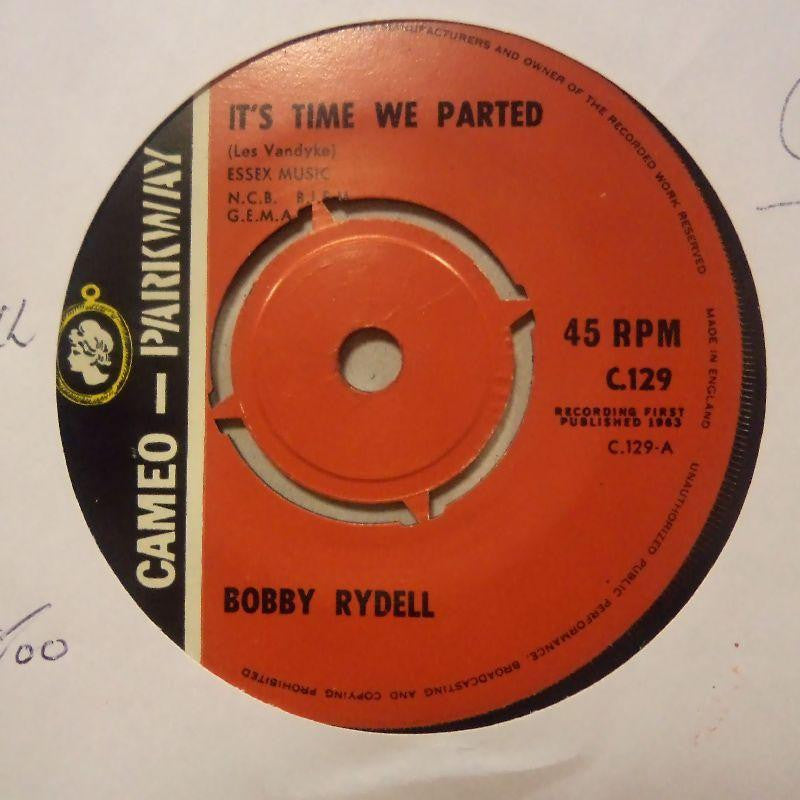 IT'S TIME WE PARTED
(Les Vandyke)
ESSEX MUSIC
N.C.B. B.I.E.M.
G.E.M.A.
CAMEO – PARKWAY
45 RPM
C.129
RECORDING FIRST
PUBLISHED 1963
C.129-A
BOBBY RYDELL
MANUFACTURERS AND OWNER OF THE RECORDED WORK RESERVED
MADE IN ENGLAND
UNAUTHORIZED PUBLIC PERFORMANCE, BROADCASTING AND COPYING PROHIBITED
/00